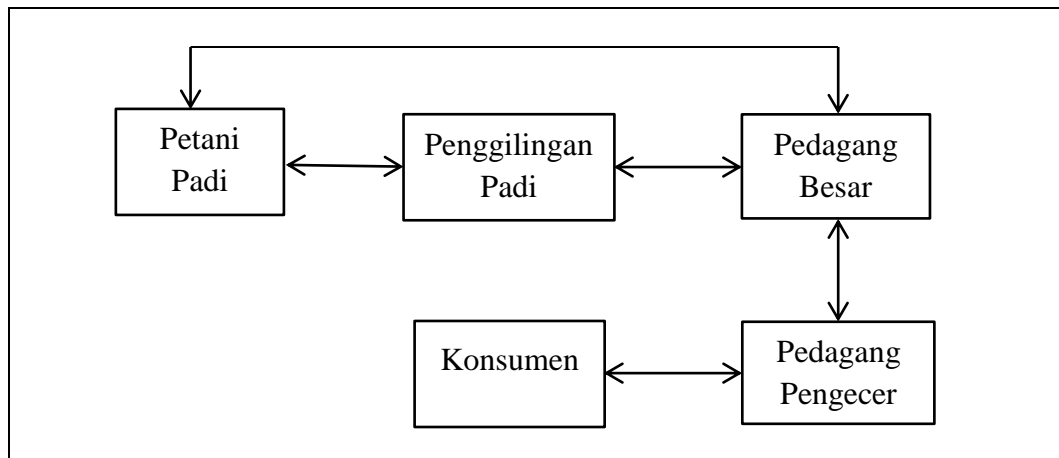 Petani
Padi
Penggilingan
Padi
Pedagang
Besar
Konsumen
Pedagang
Pengecer